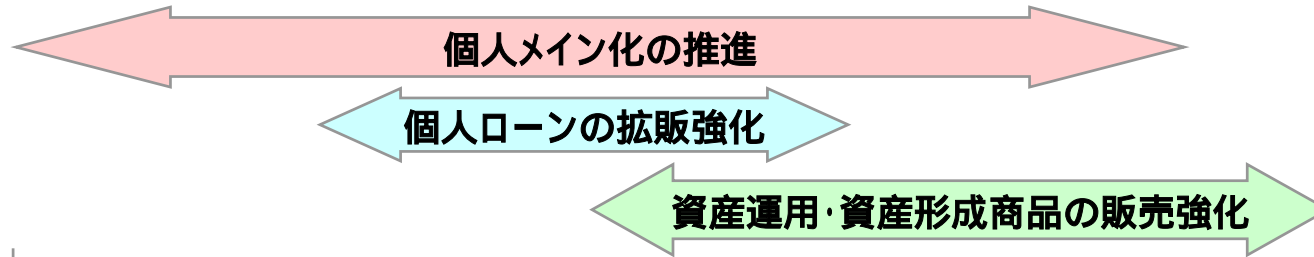 個人メイン化の推進
個人ローンの拡販強化
資産運用·資産形成商品の販売強化